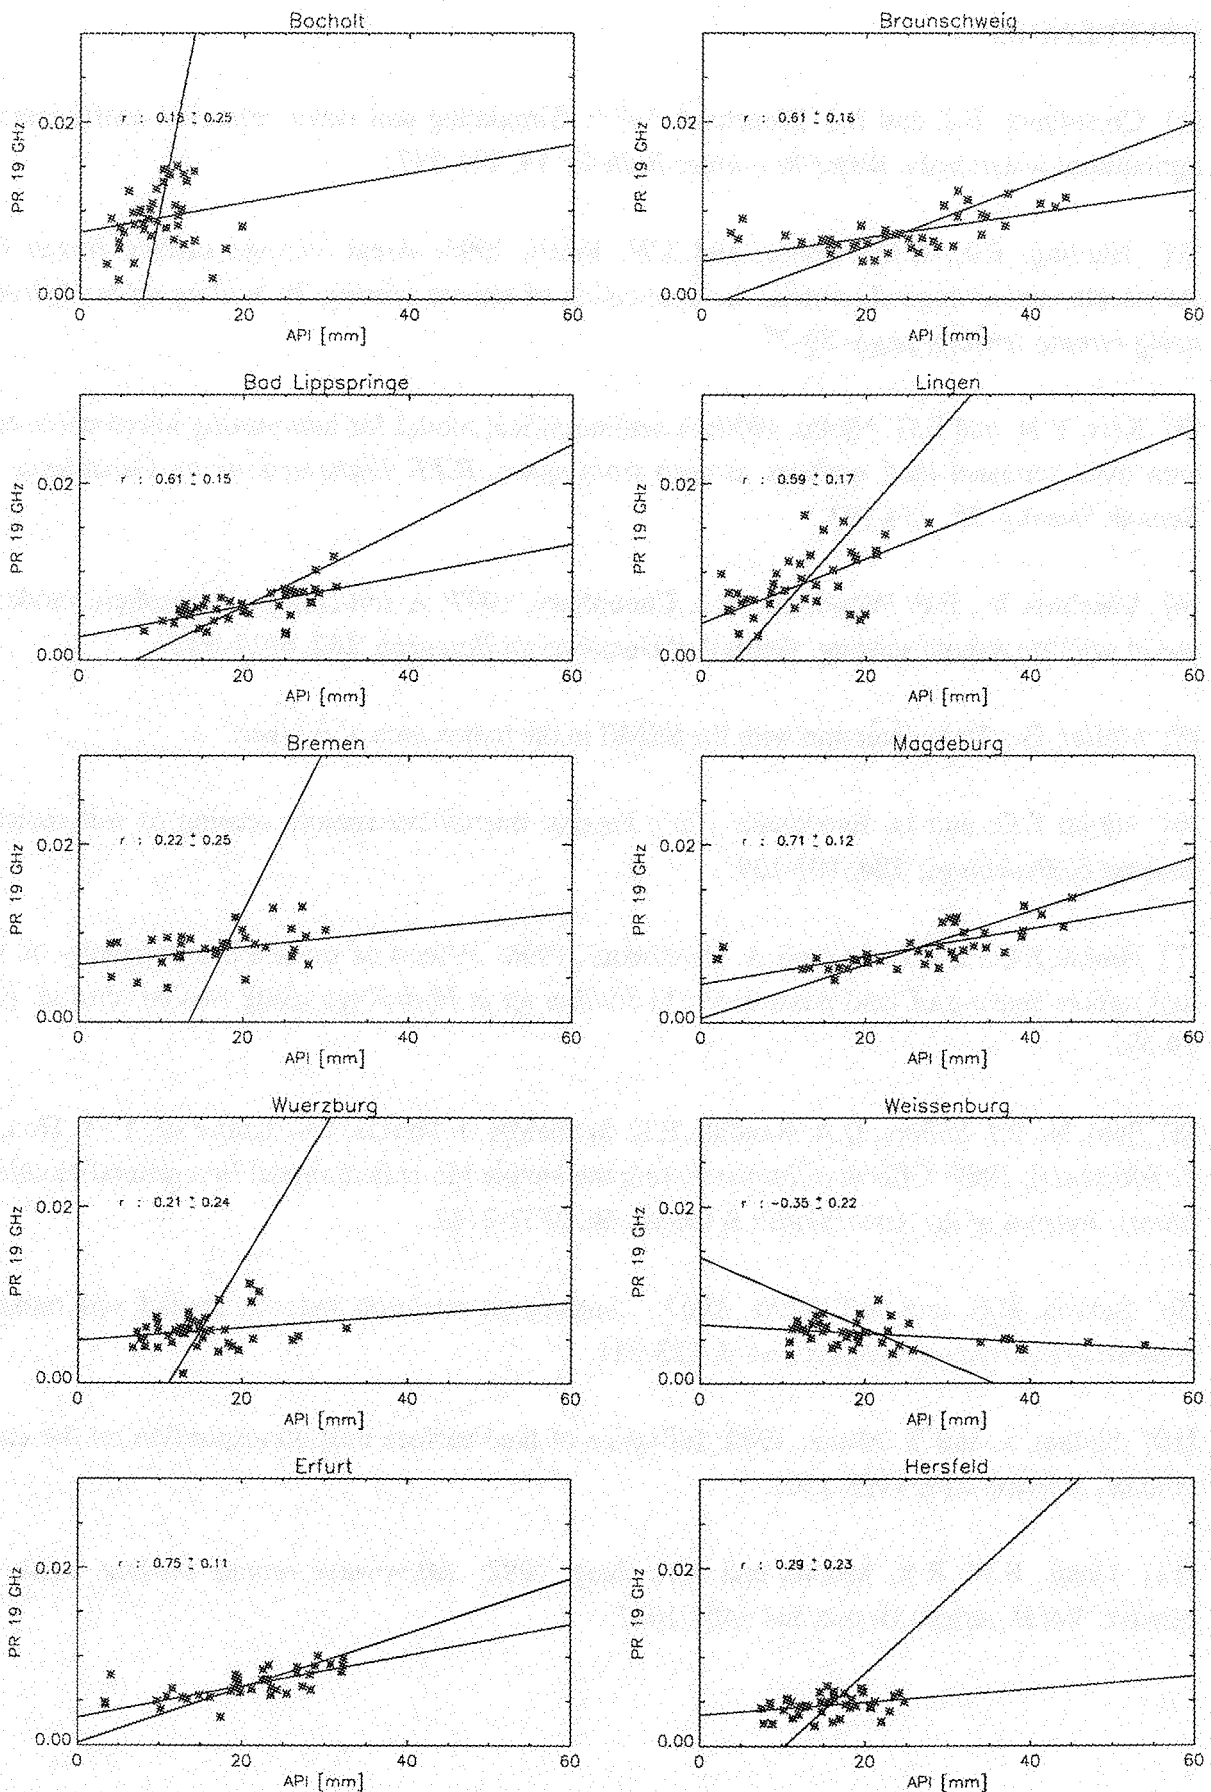 Bocholt
PR 19 GHz
0.02
0.00
r : 0.18 ± 0.25
0 20 40 60
API [mm]
Braunschweig
PR 19 GHz
0.02
0.00
r : 0.61 ± 0.16
0 20 40 60
API [mm]
Bad Lippspringe
PR 19 GHz
0.02
0.00
r : 0.61 ± 0.15
0 20 40 60
API [mm]
Lingen
PR 19 GHz
0.02
0.00
r : 0.59 ± 0.17
0 20 40 60
API [mm]
Bremen
PR 19 GHz
0.02
0.00
r : 0.22 ± 0.25
0 20 40 60
API [mm]
Magdeburg
PR 19 GHz
0.02
0.00
r : 0.71 ± 0.12
0 20 40 60
API [mm]
Wuerzburg
PR 19 GHz
0.02
0.00
r : 0.21 ± 0.24
0 20 40 60
API [mm]
Weissenburg
PR 19 GHz
0.02
0.00
r : -0.35 ± 0.22
0 20 40 60
API [mm]
Erfurt
PR 19 GHz
0.02
0.00
r : 0.75 ± 0.11
0 20 40 60
API [mm]
Hersfeld
PR 19 GHz
0.02
0.00
r : 0.29 ± 0.23
0 20 40 60
API [mm]